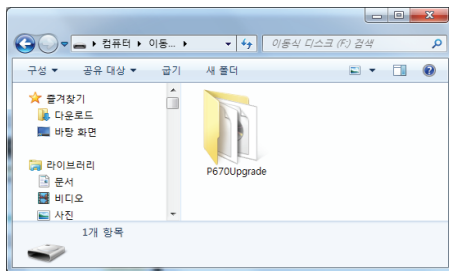 컴퓨터 ▸ 이동... ▸
이동식 디스크 (F:) 검색
구성 ▾ 공유 대상 ▾ 굽기 새 폴더
즐겨찾기
다운로드
바탕 화면
라이브러리
문서
비디오
사진
P670Upgrade
1개 항목